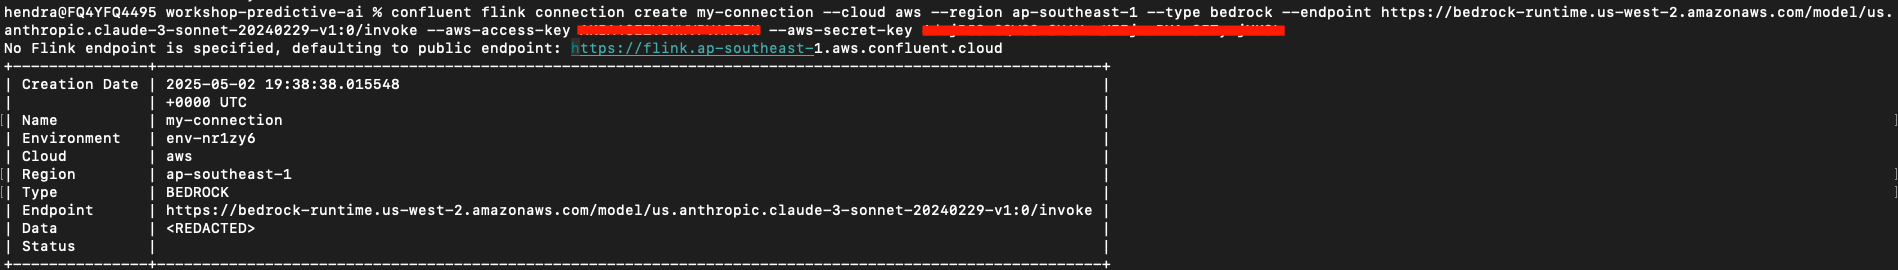 hendra@FQ4YFQ4495 workshop-predictive-ai % confluent flink connection create my-connection --cloud aws --region ap-southeast-1 --type bedrock --endpoint https://bedrock-runtime.us-west-2.amazonaws.com/model/us.
anthropic.claude-3-sonnet-20240229-v1:0/invoke --aws-access-key --aws-secret-key
No Flink endpoint is specified, defaulting to public endpoint: https://flink.ap-southeast-1.aws.confluent.cloud
+---------------+-------------------------------------------------------------------------------------------------------+
| Creation Date | 2025-05-02 19:38:38.015548 |
| | +0000 UTC |
| Name | my-connection |
| Environment | env-nr1zy6 |
| Cloud | aws |
| Region | ap-southeast-1 |
| Type | BEDROCK |
| Endpoint | https://bedrock-runtime.us-west-2.amazonaws.com/model/us.anthropic.claude-3-sonnet-20240229-v1:0/invoke |
| Data | <REDACTED> |
| Status | |
+---------------+-------------------------------------------------------------------------------------------------------+